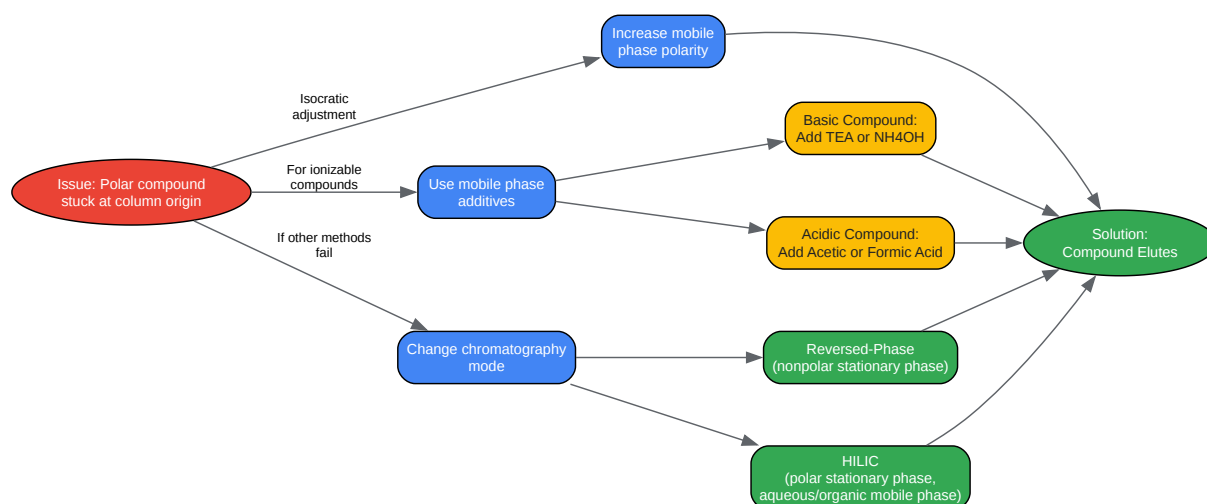 Increase mobile
phase polarity
Isocratic
adjustment
Basic Compound:
Add TEA or NH4OH
For ionizable
compounds
Issue: Polar compound
stuck at column origin
Use mobile phase
additives
Acidic Compound:
Add Acetic or Formic Acid
Solution:
Compound Elutes
If other methods
fail
Change chromatography
mode
Reversed-Phase
(nonpolar stationary phase)
HILIC
(polar stationary phase,
aqueous/organic mobile phase)